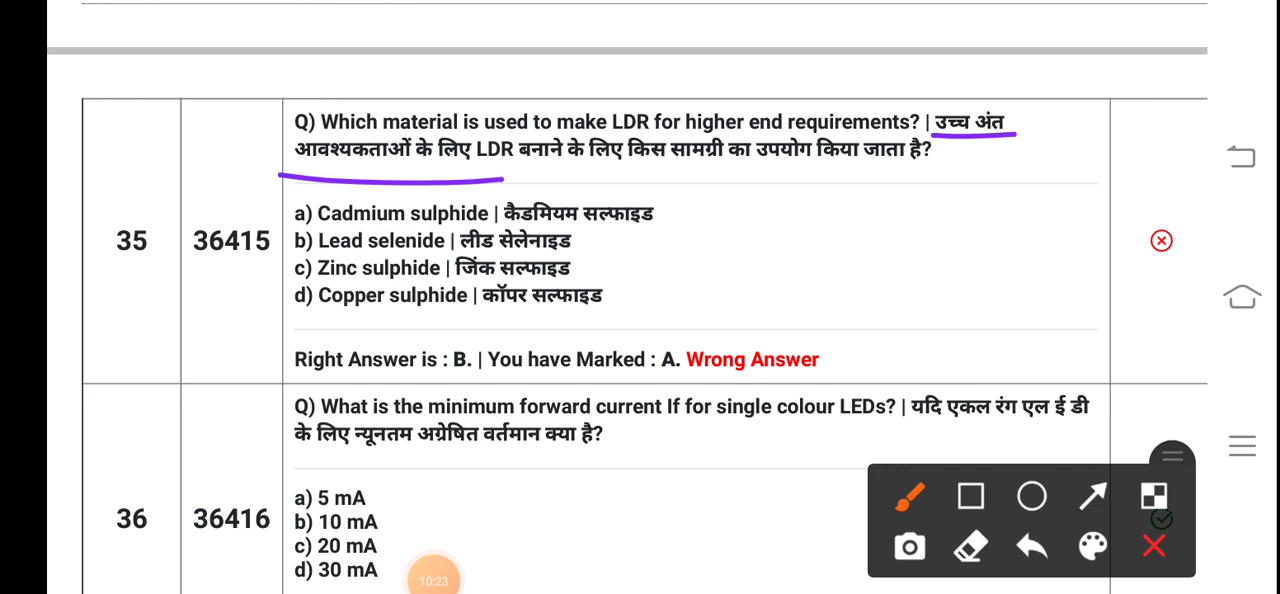 Q) Which material is used to make LDR for higher end requirements? | उच्च अंत
आवश्यकताओं के लिए LDR बनाने के लिए किस सामग्री का उपयोग किया जाता है?
a) Cadmium sulphide | कैडमियम सल्फाइड
35
36415
b) Lead selenide | लीड सेलेनाइड
c) Zinc sulphide | जिंक सल्फाइड
d) Copper sulphide | कॉपर सल्फाइड
Right Answer is : B. | You have Marked : A. Wrong Answer
Q) What is the minimum forward current If for single colour LEDs? | यदि एकल रंग एल ई डी
के लिए न्यूनतम अग्रेषित वर्तमान क्या है?
a) 5 mA
36
36416
b) 10 mA
c) 20 mA
d) 30 mA
10:23